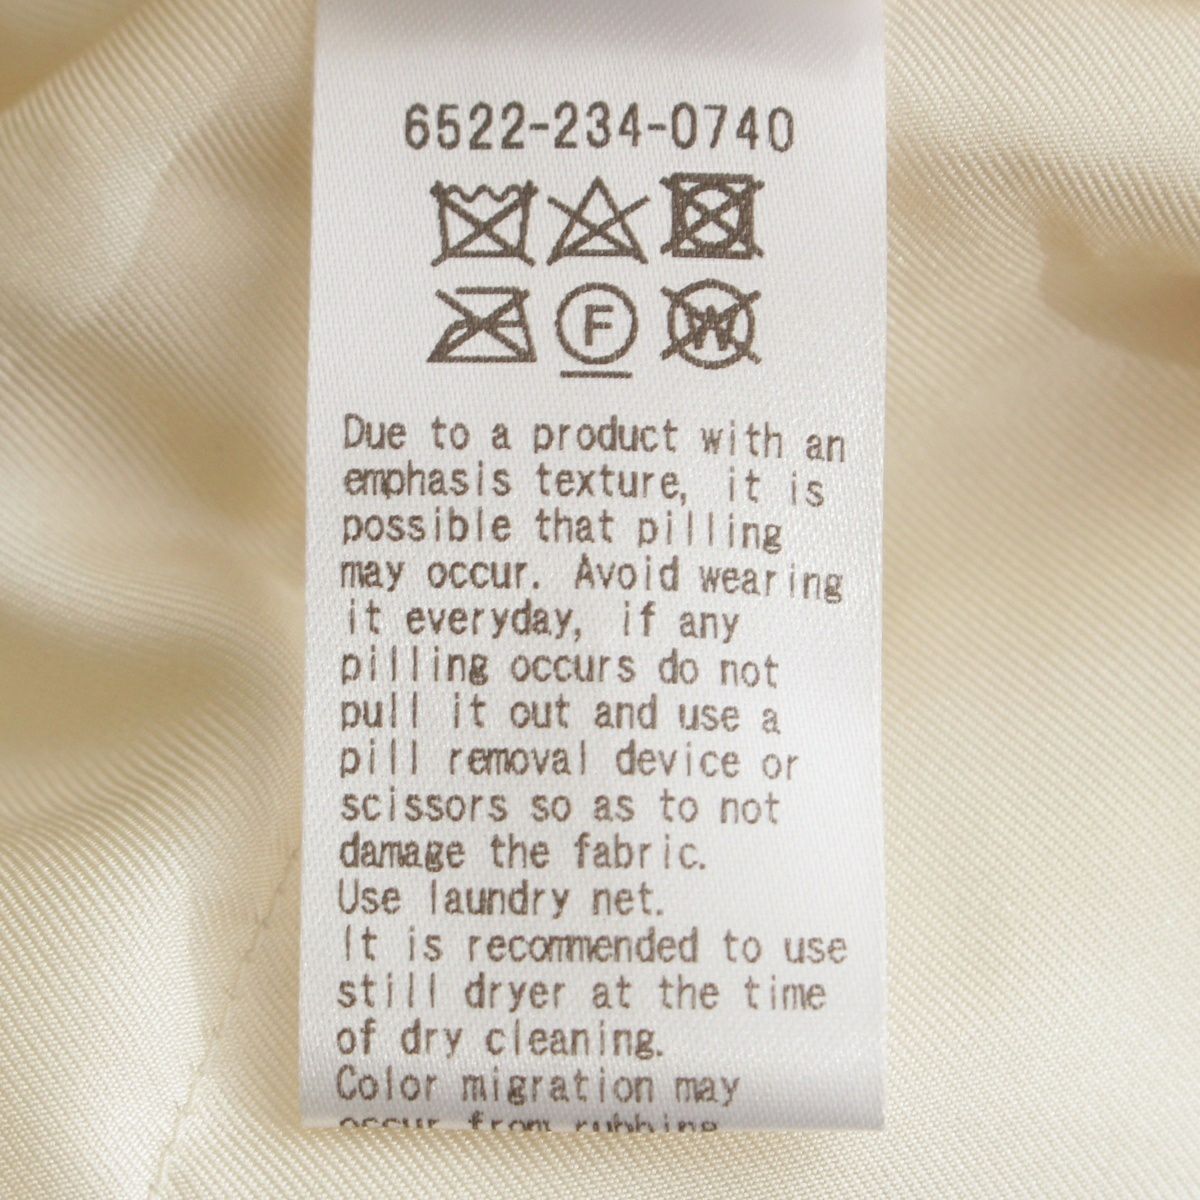 6522-234-0740
F
W
Due to a product with an
emphasis texture, it is
possible that pilling
may occur. Avoid wearing
it everyday, if any
pilling occurs do not
pull it out and use a
pill removal device or
scissors so as to not
damage the fabric.
Use laundry net.
It is recommended to use
still dryer at the time
of dry cleaning.
Color migration may
occur from rubbing